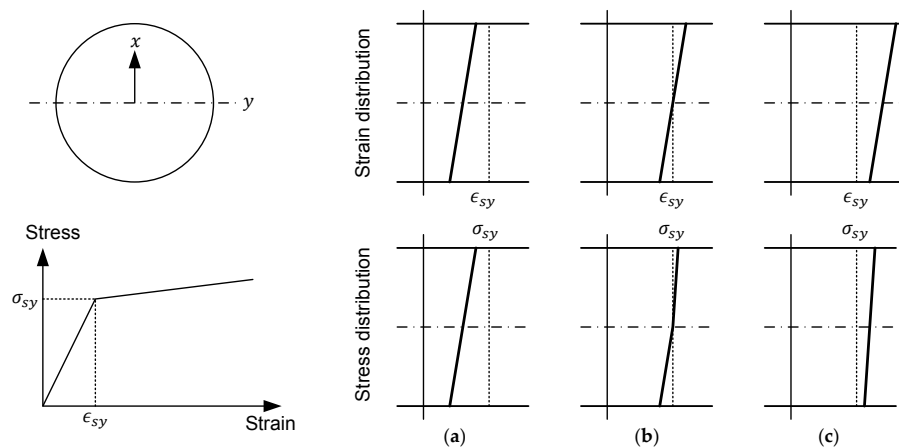 x
y
Stress
σsy
ϵsy
Strain
Strain distribution
ϵsy
ϵsy
ϵsy
Stress distribution
σsy
σsy
σsy
(a)
(b)
(c)